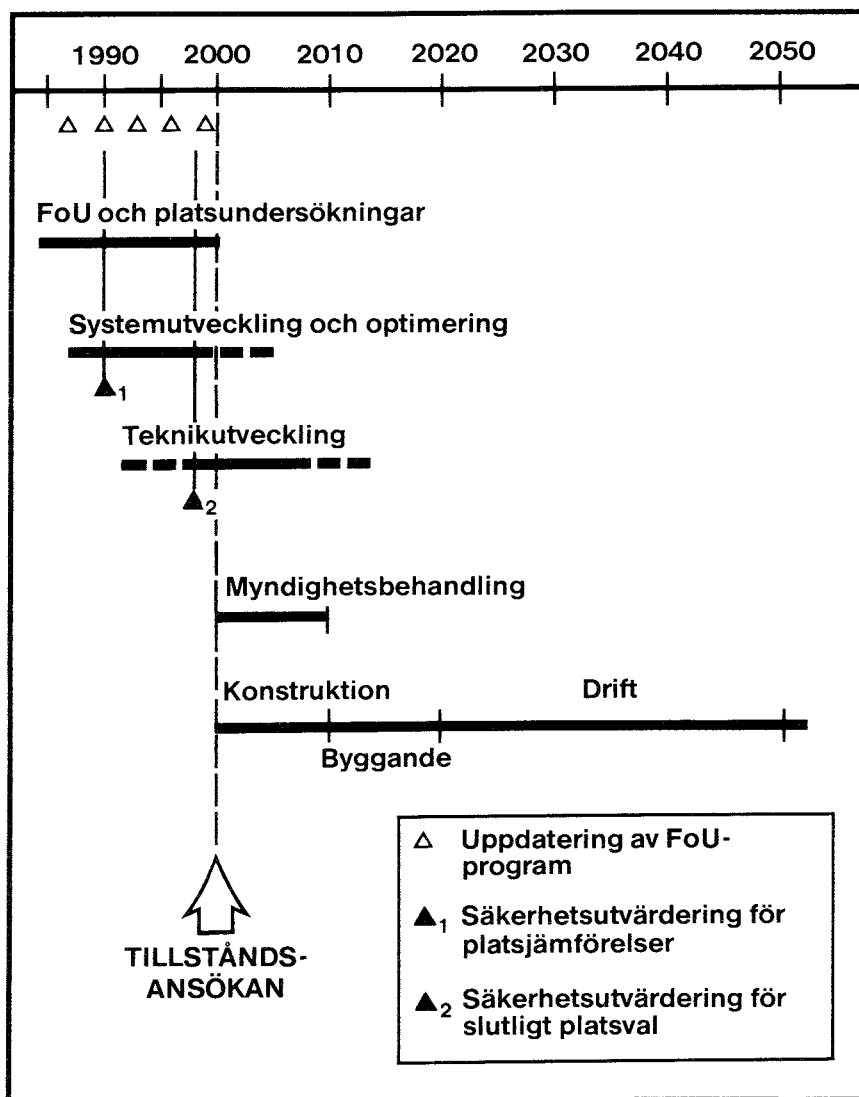 1990 2000 2010 2020 2030 2040 2050
FoU och platsundersökningar
Systemutveckling och optimering
1
Teknikutveckling
2
Myndighetsbehandling
Konstruktion Drift
Byggande
TILLSTÅNDS-
ANSÖKAN
△ Uppdatering av FoU-
program
▲1 Säkerhetsutvärdering för
platsjämförelser
▲2 Säkerhetsutvärdering för
slutligt platsval